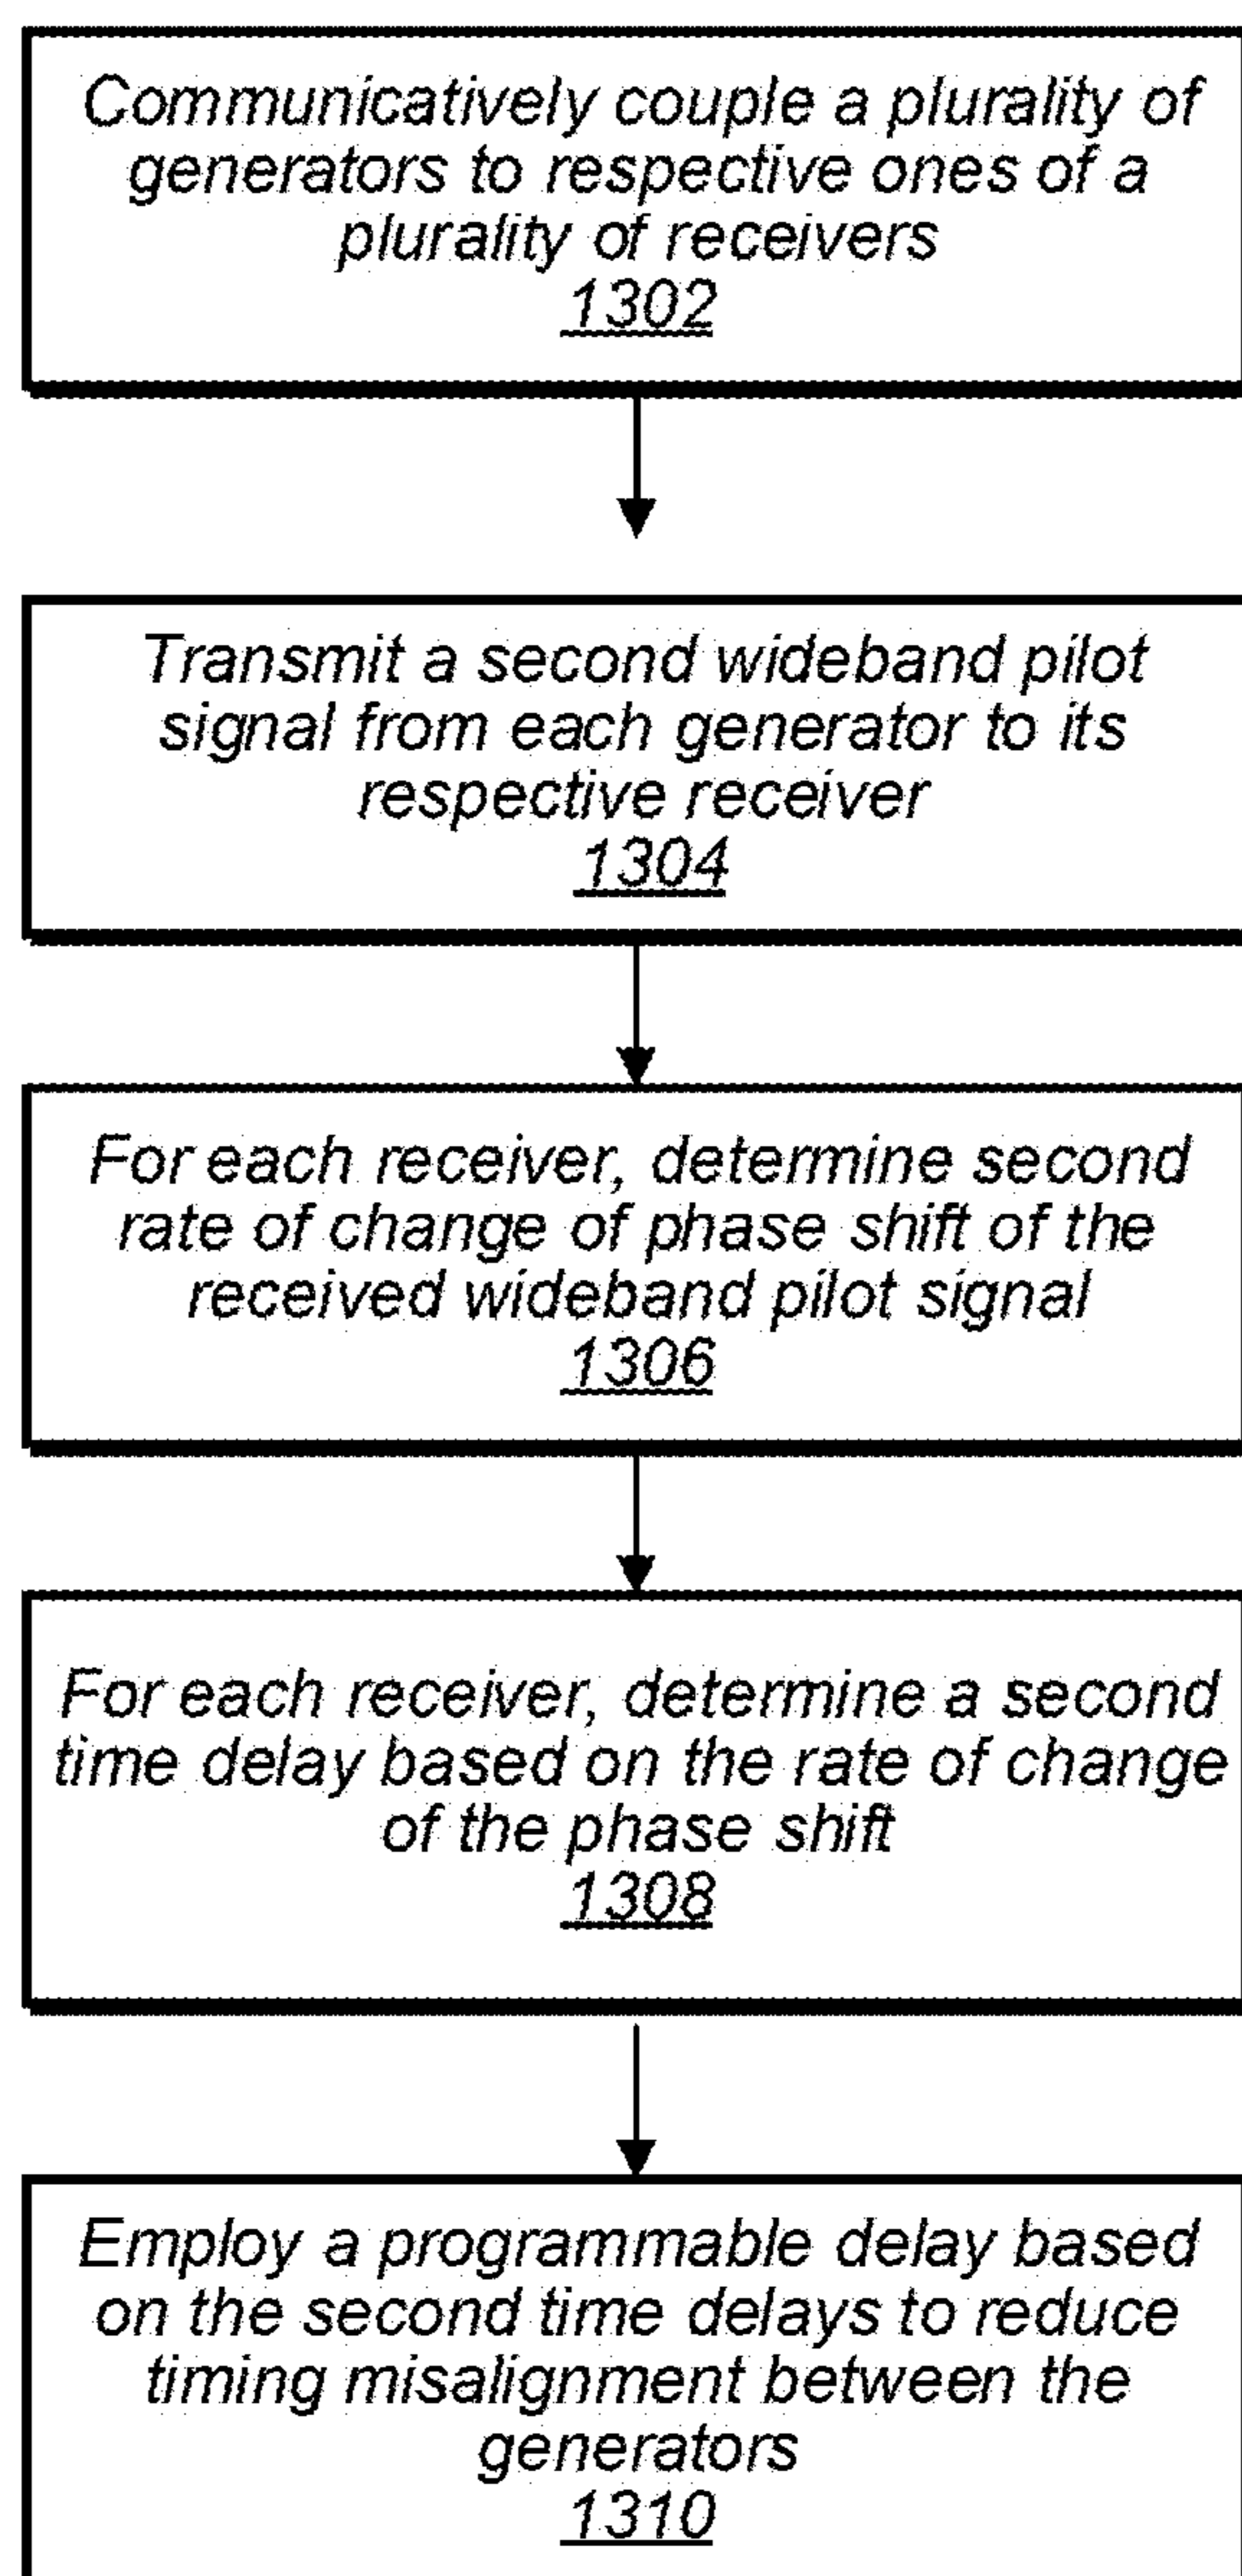 Communicatively couple a plurality of
generators to respective ones of a
plurality of receivers
1302
Transmit a second wideband pilot
signal from each generator to its
respective receiver
1304
For each receiver, determine second
rate of change of phase shift of the
received wideband pilot signal
1306
For each receiver, determine a second
time delay based on the rate of change
of the phase shift
1308
Employ a programmable delay based
on the second time delays to reduce
timing misalignment between the
generators
1310